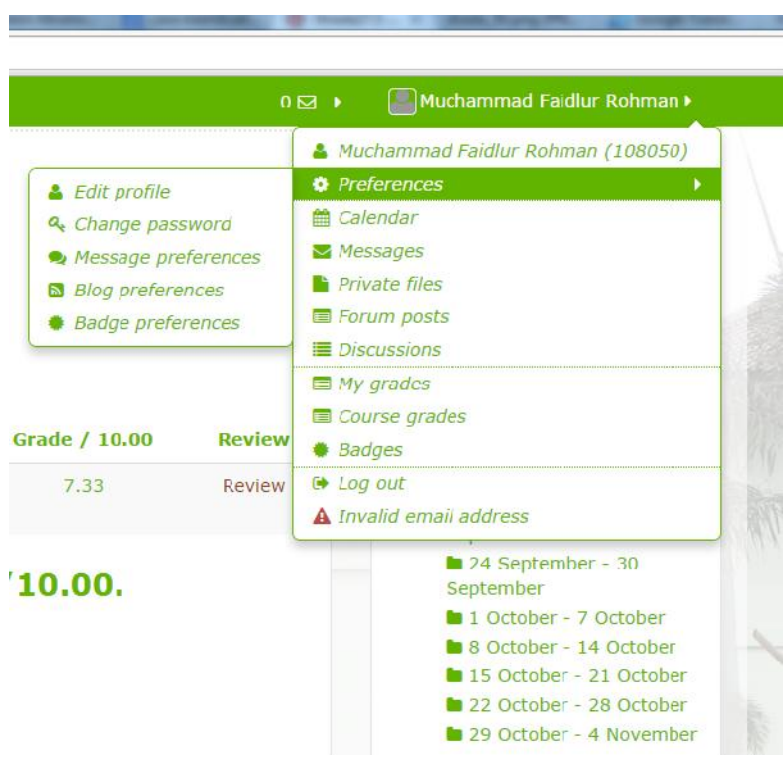 0
Muchammad Faidlur Rohman
Muchammad Faidlur Rohman (108050)
Preferences
Edit profile
Change password
Message preferences
Blog preferences
Badge preferences
Calendar
Messages
Private files
Forum posts
Discussions
My grades
Course grades
Badges
Log out
Invalid email address
Grade / 10.00 Review
7.33 Review
/10.00.
24 September - 30
September
1 October - 7 October
8 October - 14 October
15 October - 21 October
22 October - 28 October
29 October - 4 November